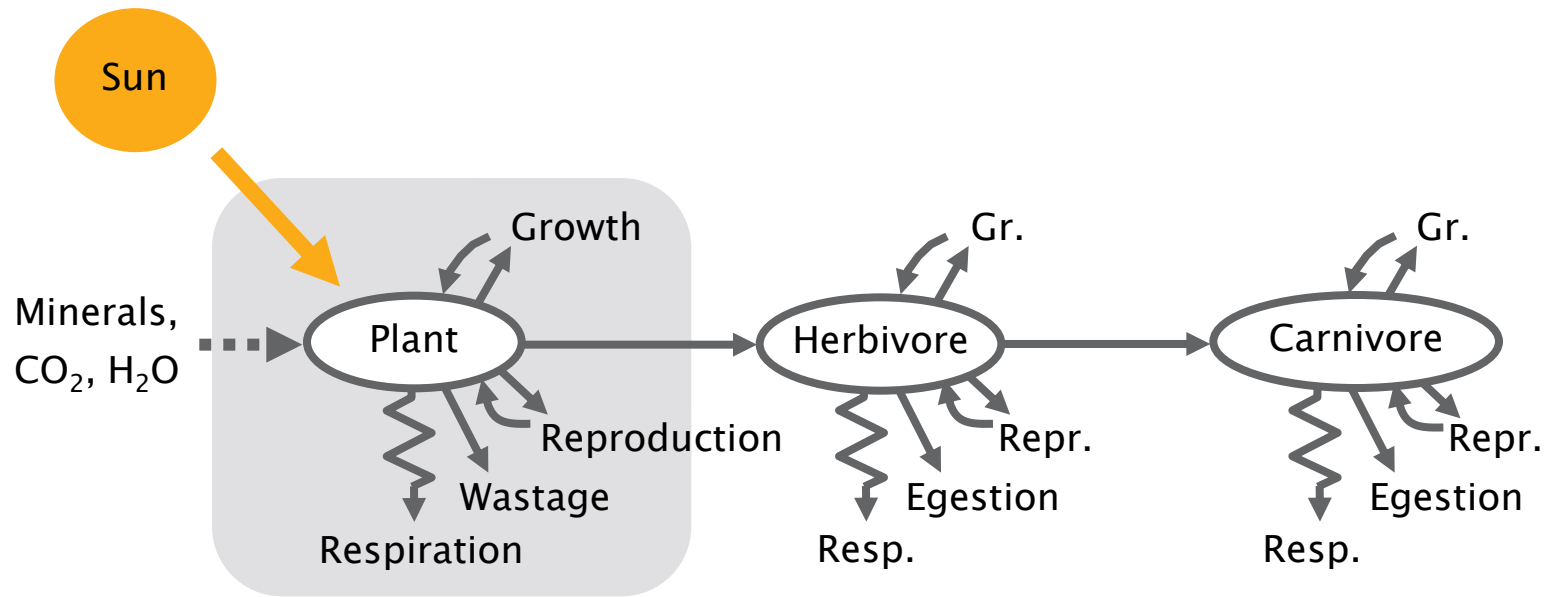 Sun
Growth
Gr.
Gr.
Minerals,
CO₂, H₂O
Plant
Herbivore
Carnivore
Reproduction
Repr.
Repr.
Wastage
Egestion
Egestion
Respiration
Resp.
Resp.